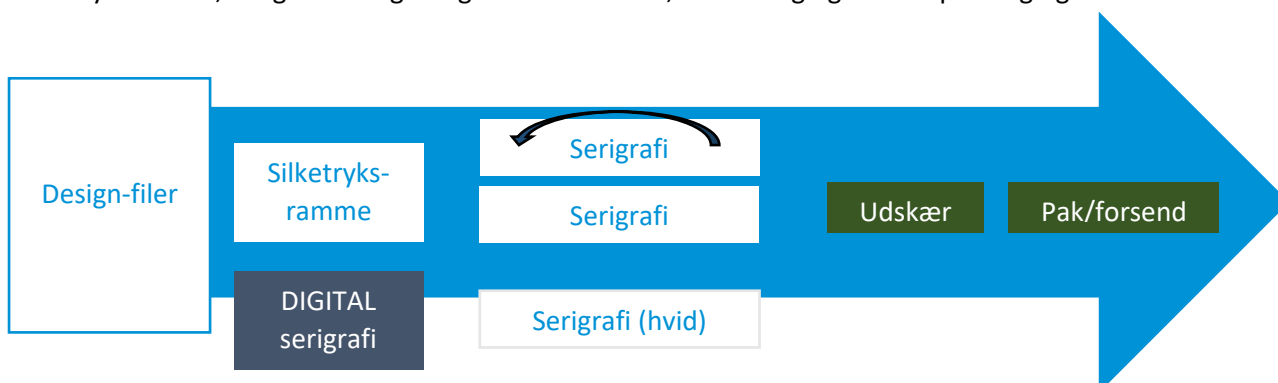 Design-filer
Silketryks-
ramme
DIGITAL
serigrafi
Serigrafi
Serigrafi
Serigrafi (hvid)
Udskær
Pak/forsend